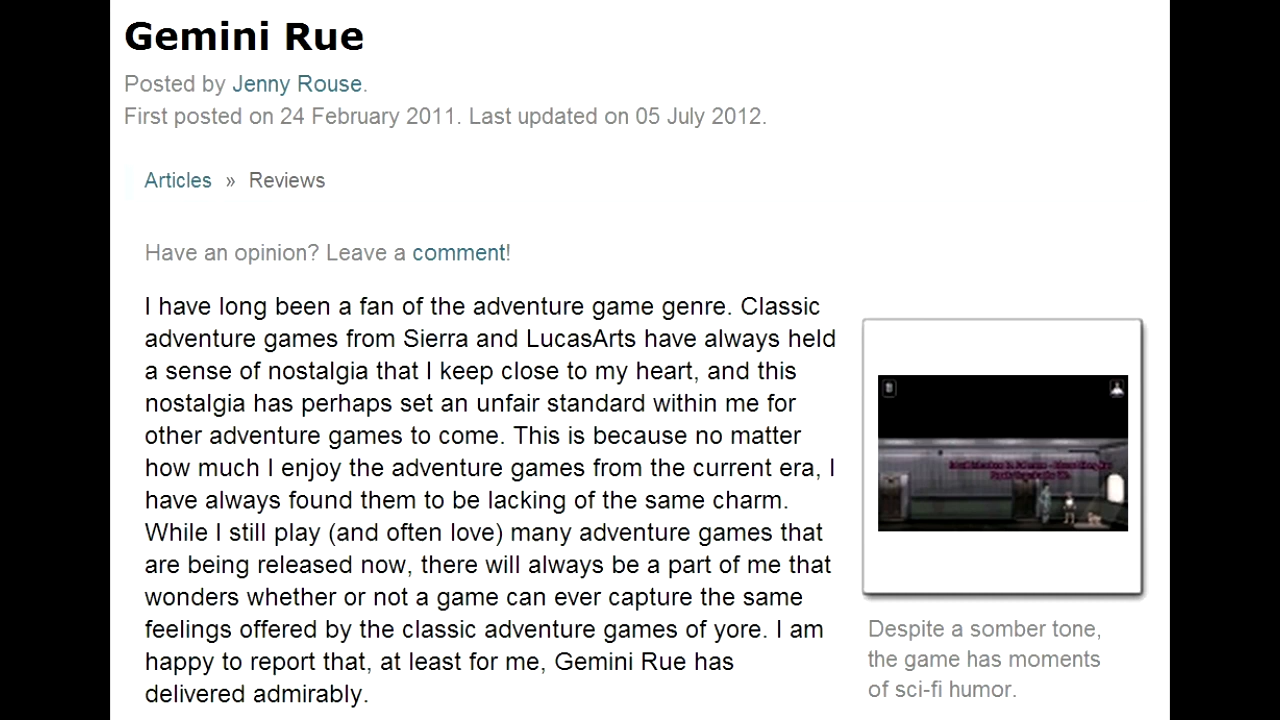 Gemini Rue
Posted by Jenny Rouse.
First posted on 24 February 2011. Last updated on 05 July 2012.
Articles » Reviews
Have an opinion? Leave a comment!
I have long been a fan of the adventure game genre. Classic
adventure games from Sierra and LucasArts have always held
a sense of nostalgia that I keep close to my heart, and this
nostalgia has perhaps set an unfair standard within me for
other adventure games to come. This is because no matter
how much I enjoy the adventure games from the current era, I
have always found them to be lacking of the same charm.
While I still play (and often love) many adventure games that
are being released now, there will always be a part of me that
wonders whether or not a game can ever capture the same
feelings offered by the classic adventure games of yore. I am
happy to report that, at least for me, Gemini Rue has
delivered admirably.
Despite a somber tone,
the game has moments
of sci-fi humor.